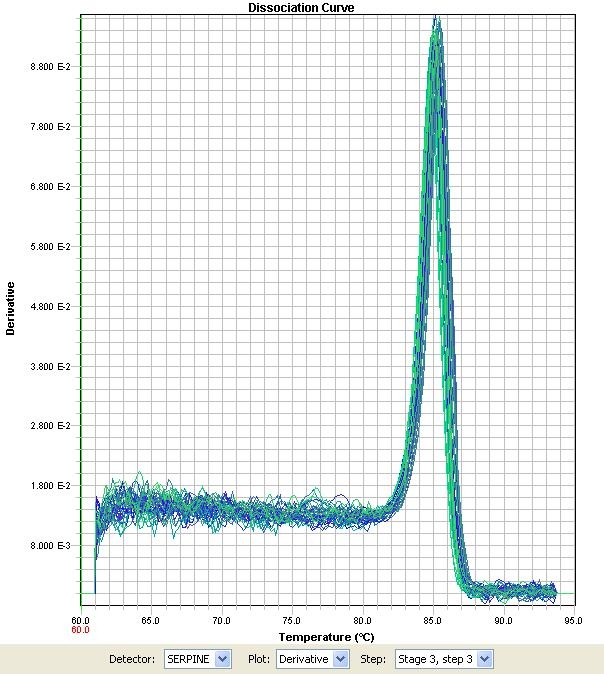 Dissociation Curve
8.800 E-2
7.800 E-2
6.800 E-2
5.800 E-2
4.800 E-2
3.800 E-2
2.800 E-2
1.800 E-2
8.000 E-3
Derivative
60.0 65.0 70.0 75.0 80.0 85.0 90.0 95.0
60.0
Temperature (°C)
Detector: SERPINE Plot: Derivative Step: Stage 3, step 3